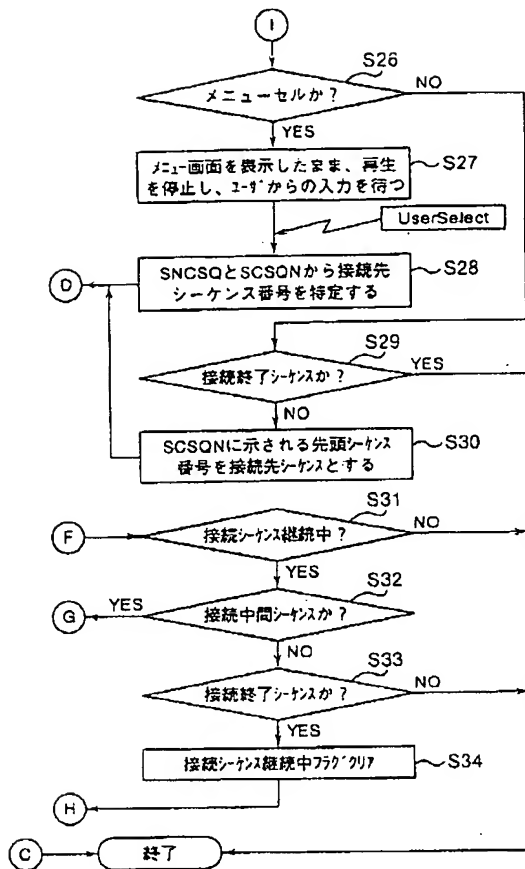 I
S26
メニューセルか？
NO
YES
メニュー画面を表示したまま、再生
を停止し、ユーザからの入力を待つ
S27
UserSelect
SNCSQとSCSQNから接続先
シーケンス番号を特定する
S28
D
S29
接続終了シーケンスか？
YES
NO
SCSQNに示される先頭シーケンス
番号を接続先シーケンスとする
S30
S31
F
接続シーケンス継続中？
NO
YES
S32
G
YES
接続中間シーケンスか？
NO
S33
接続終了シーケンスか？
NO
YES
接続シーケンス継続中フラグクリア
S34
H
C
終了